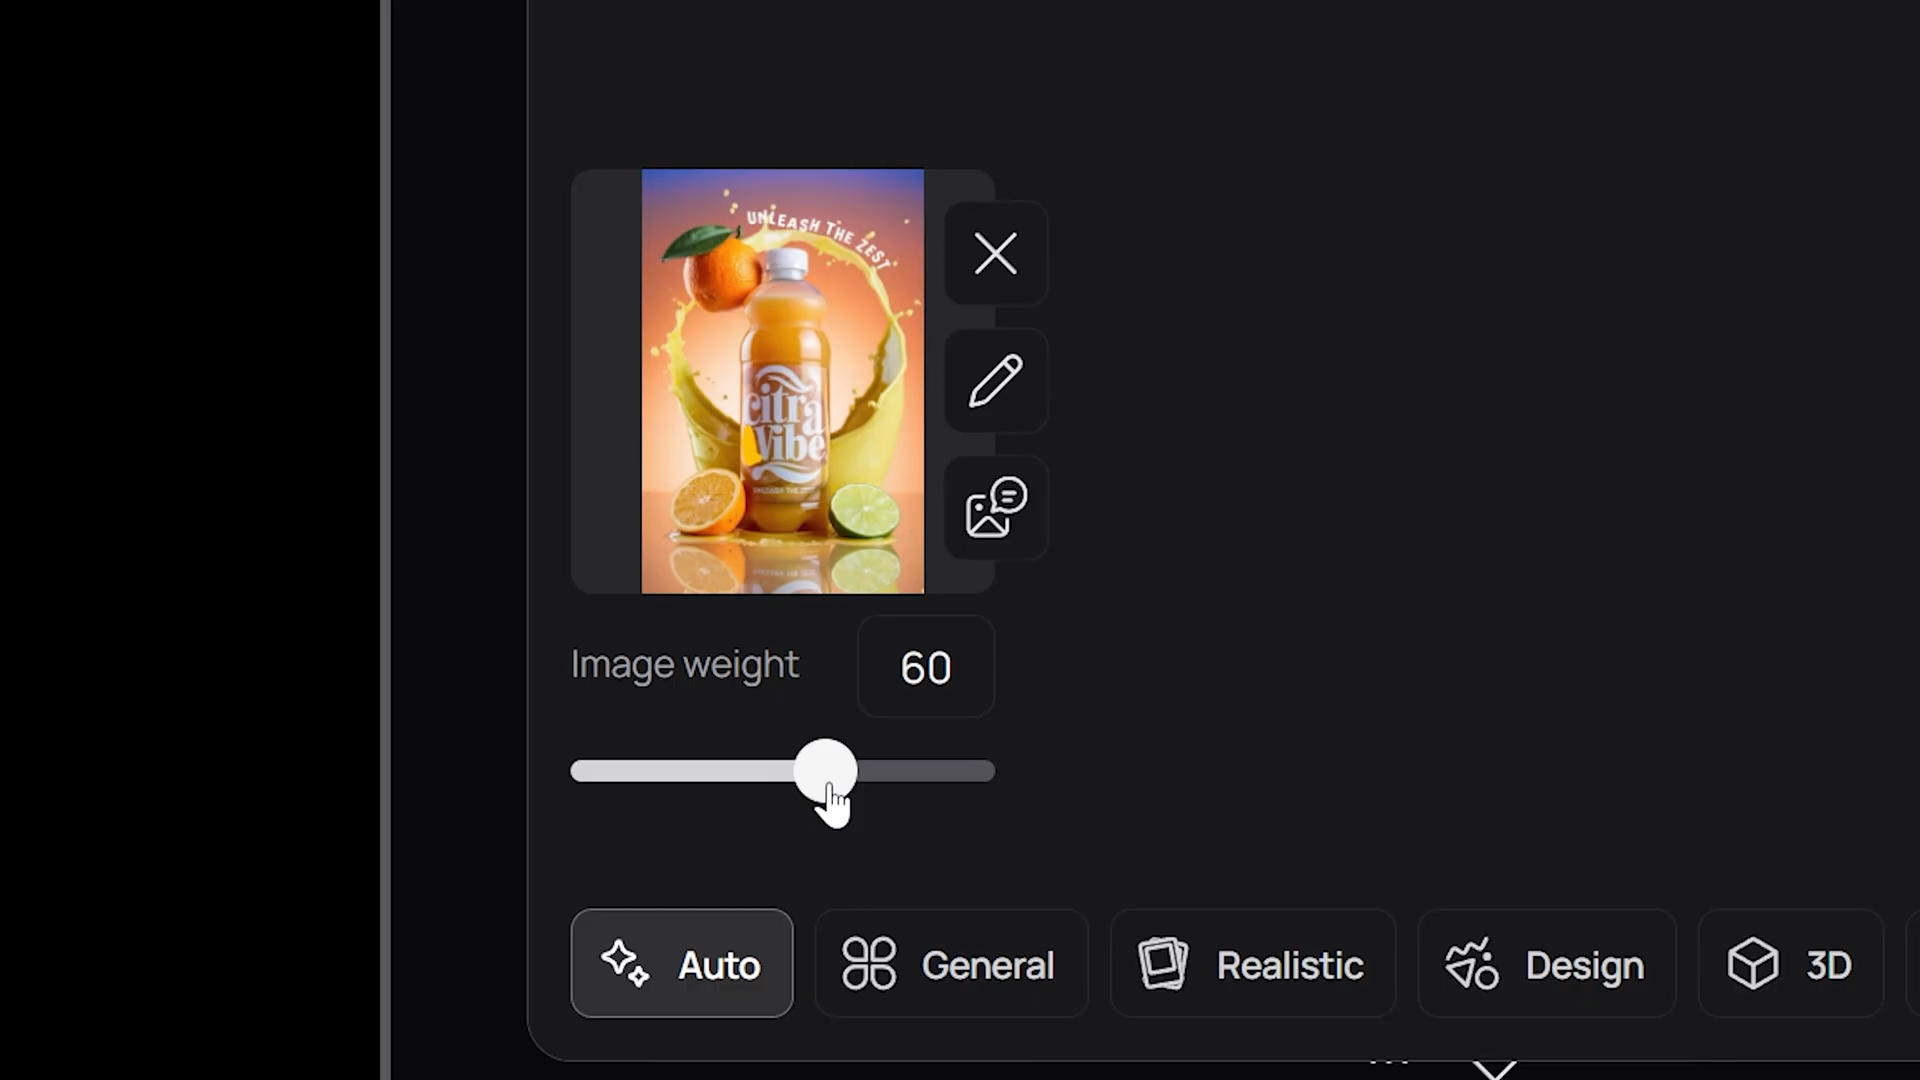 UNLEASH THE ZEST
citra
Vibe
Image weight
60
Auto
General
Realistic
Design
3D